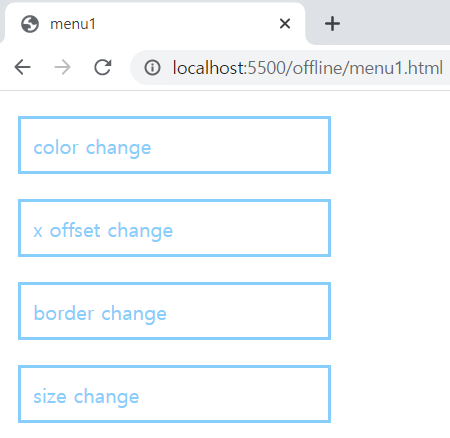 menu1
localhost:5500/offline/menu1.html
color change
x offset change
border change
size change